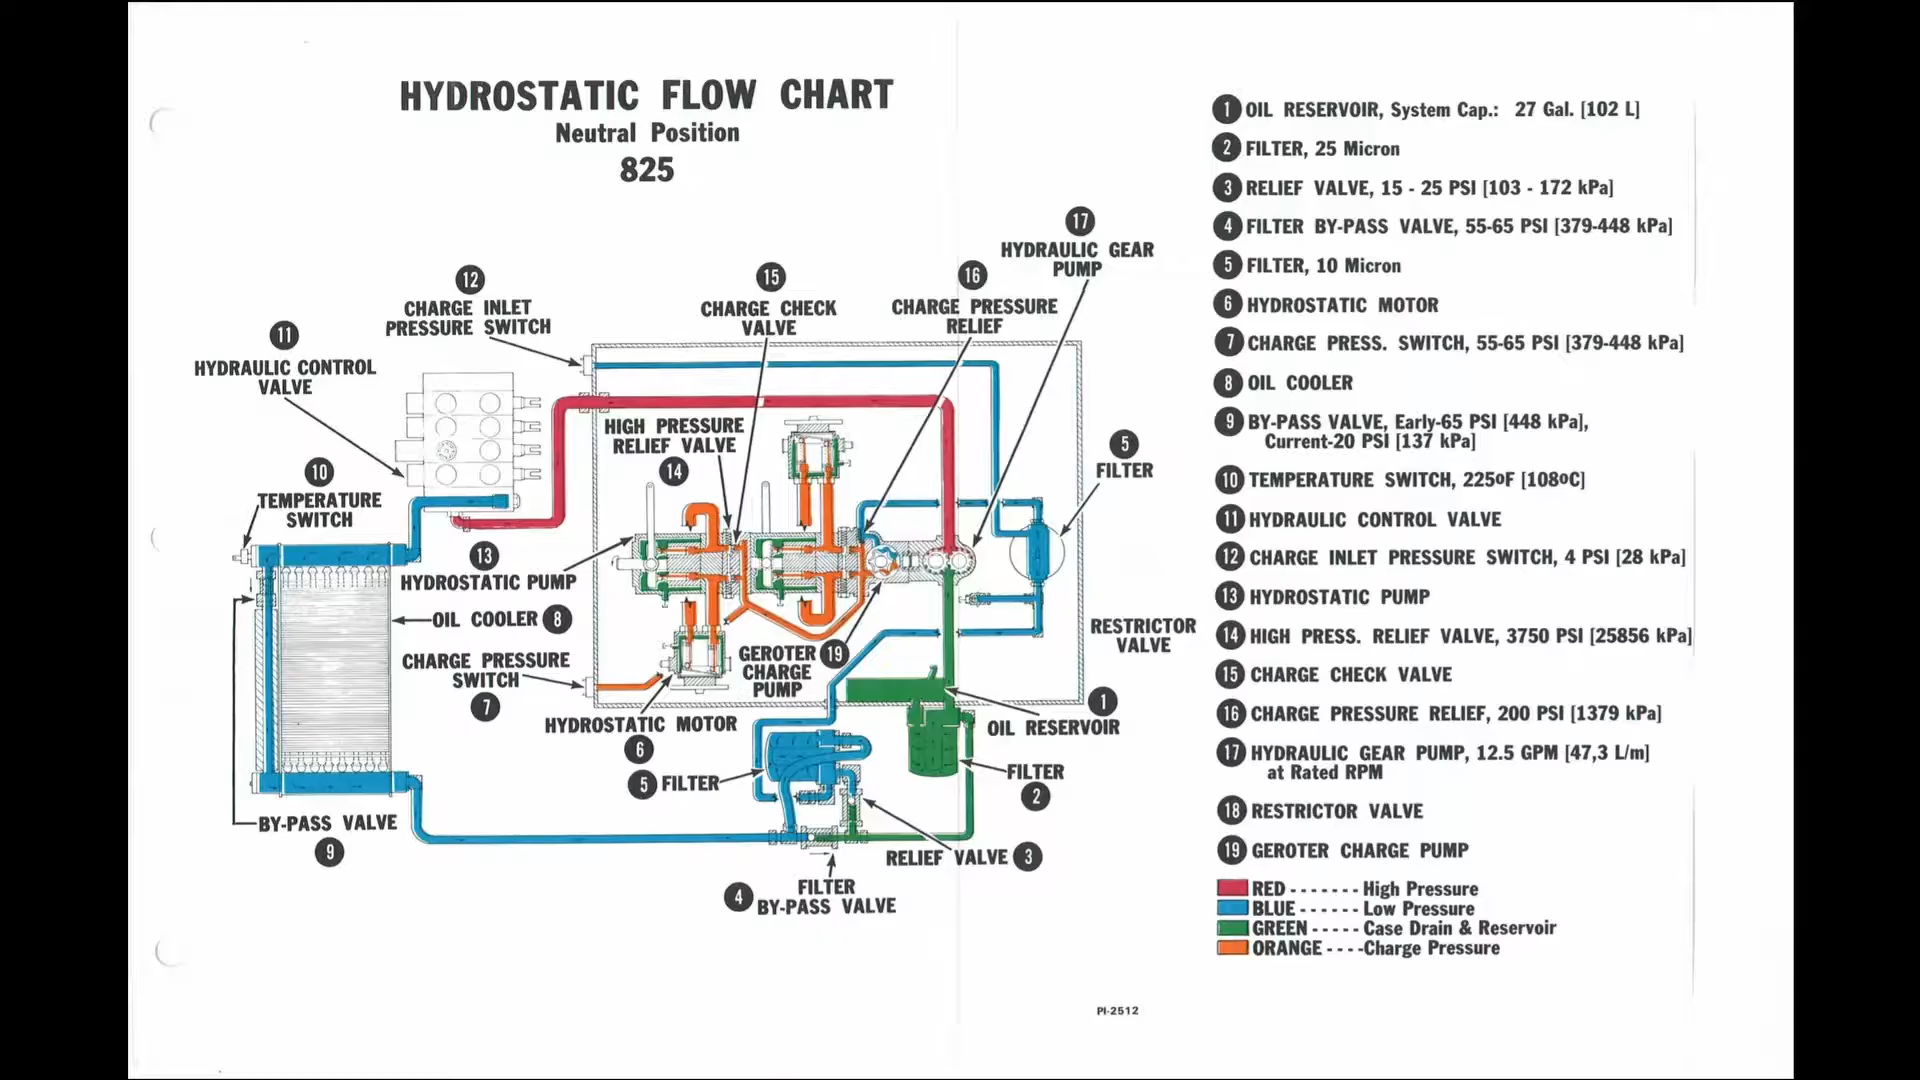 HYDROSTATIC FLOW CHART
Neutral Position
825
17
HYDRAULIC GEAR
PUMP
12
CHARGE INLET
PRESSURE SWITCH
15
CHARGE CHECK
VALVE
16
CHARGE PRESSURE
RELIEF
11
HYDRAULIC CONTROL
VALVE
HIGH PRESSURE
RELIEF VALVE
14
5
FILTER
10
TEMPERATURE
SWITCH
13
HYDROSTATIC PUMP
OIL COOLER 8
CHARGE PRESSURE
SWITCH
7
GEROTER 19
CHARGE
PUMP
RESTRICTOR
VALVE
HYDROSTATIC MOTOR
6
1
OIL RESERVOIR
5 FILTER
FILTER
2
BY-PASS VALVE
9
RELIEF VALVE 3
4
FILTER
BY-PASS VALVE
1 OIL RESERVOIR, System Cap.: 27 Gal. [102 L]
2 FILTER, 25 Micron
3 RELIEF VALVE, 15 - 25 PSI [103 - 172 kPa]
4 FILTER BY-PASS VALVE, 55-65 PSI [379-448 kPa]
5 FILTER, 10 Micron
6 HYDROSTATIC MOTOR
7 CHARGE PRESS. SWITCH, 55-65 PSI [379-448 kPa]
8 OIL COOLER
9 BY-PASS VALVE, Early-65 PSI [448 kPa],
Current-20 PSI [137 kPa]
10 TEMPERATURE SWITCH, 225ºF [108ºC]
11 HYDRAULIC CONTROL VALVE
12 CHARGE INLET PRESSURE SWITCH, 4 PSI [28 kPa]
13 HYDROSTATIC PUMP
14 HIGH PRESS. RELIEF VALVE, 3750 PSI [25856 kPa]
15 CHARGE CHECK VALVE
16 CHARGE PRESSURE RELIEF, 200 PSI [1379 kPa]
17 HYDRAULIC GEAR PUMP, 12.5 GPM [47,3 L/m]
at Rated RPM
18 RESTRICTOR VALVE
19 GEROTER CHARGE PUMP
RED - - - - - - - High Pressure
BLUE - - - - - - Low Pressure
GREEN - - - - - Case Drain & Reservoir
ORANGE - - - -Charge Pressure
PI-2512